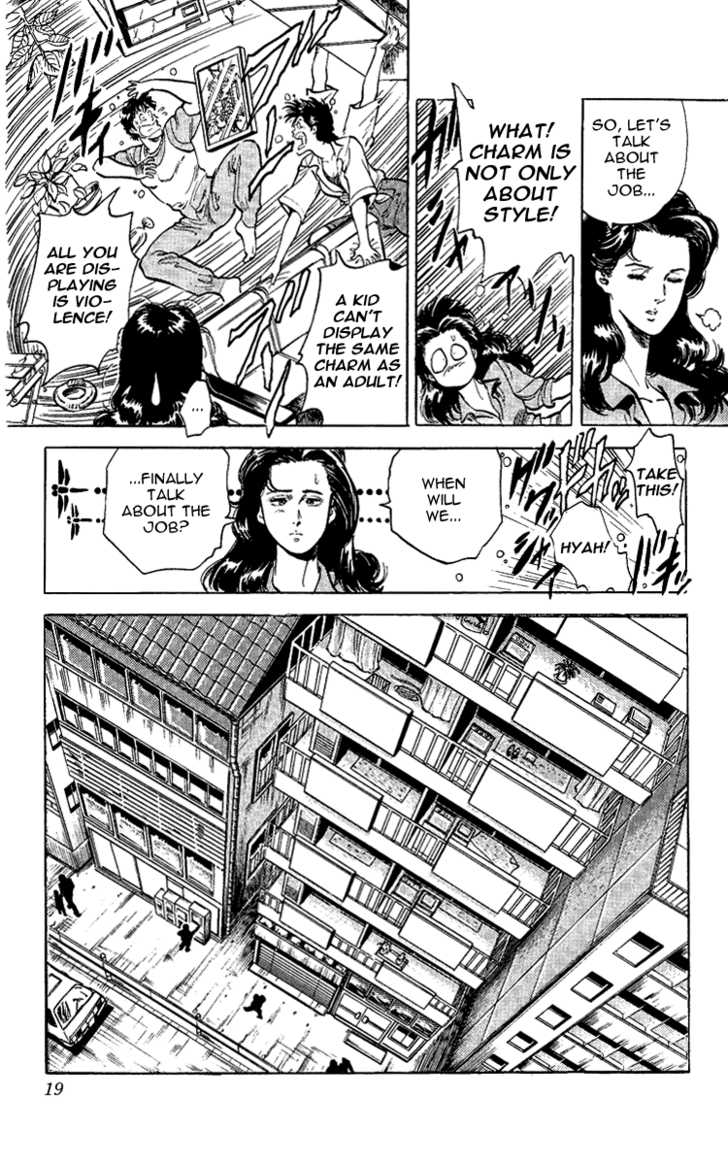 SO, LET'S
TALK
ABOUT
THE
JOB...
WHAT!
CHARM IS
NOT ONLY
ABOUT
STYLE!
A KID
CAN'T
DISPLAY
THE SAME
CHARM AS
AN ADULT!
ALL YOU
ARE DIS-
PLAYING
IS VIO-
LENCE!
...
TAKE
THIS!
HYAH!
WHEN
WILL
WE...
...FINALLY
TALK
ABOUT THE
JOB?
19